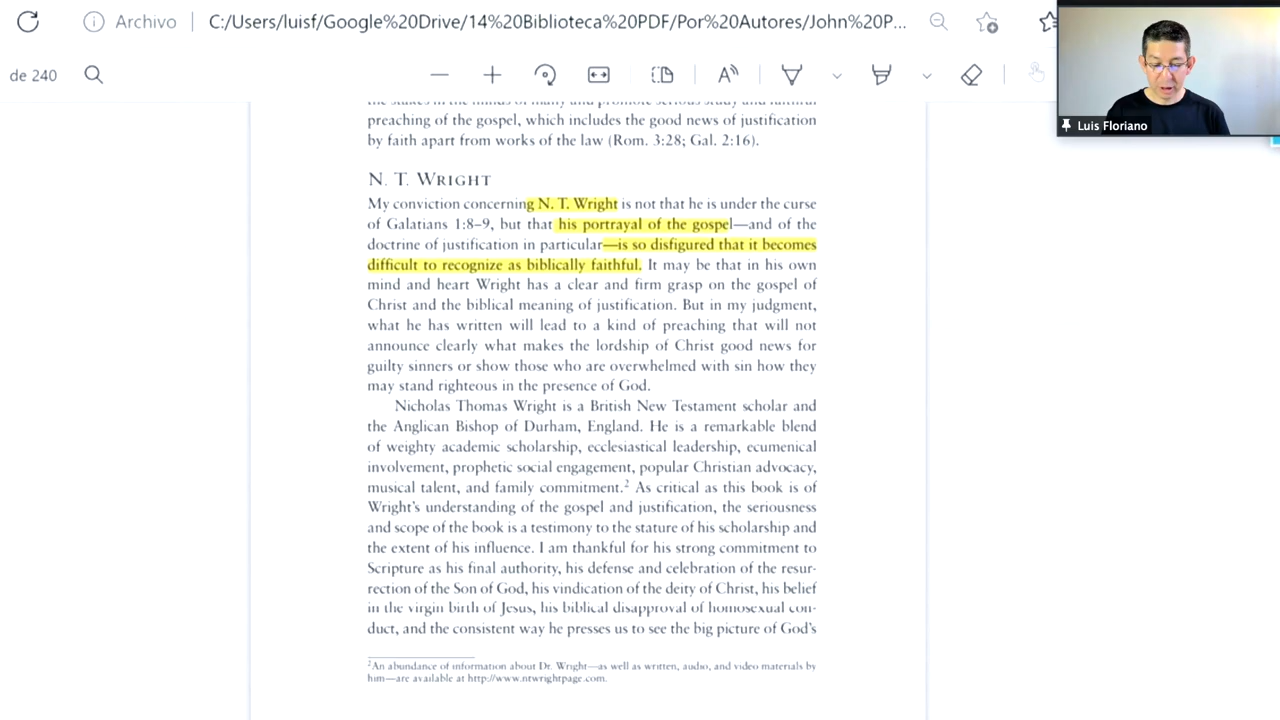 Archivo
C:/Users/luisf/Google%20Drive/14%20Biblioteca%20PDF/Por%20Autores/John%20P...
de 240
Luis Floriano
the stakes in the minds of many and promote serious study and faithful
preaching of the gospel, which includes the good news of justification
by faith apart from works of the law (Rom. 3:28; Gal. 2:16).
N. T. WRIGHT
My conviction concerning N. T. Wright is not that he is under the curse
of Galatians 1:8–9, but that his portrayal of the gospel—and of the
doctrine of justification in particular—is so disfigured that it becomes
difficult to recognize as biblically faithful. It may be that in his own
mind and heart Wright has a clear and firm grasp on the gospel of
Christ and the biblical meaning of justification. But in my judgment,
what he has written will lead to a kind of preaching that will not
announce clearly what makes the lordship of Christ good news for
guilty sinners or show those who are overwhelmed with sin how they
may stand righteous in the presence of God.
Nicholas Thomas Wright is a British New Testament scholar and
the Anglican Bishop of Durham, England. He is a remarkable blend
of weighty academic scholarship, ecclesiastical leadership, ecumenical
involvement, prophetic social engagement, popular Christian advocacy,
musical talent, and family commitment.² As critical as this book is of
Wright's understanding of the gospel and justification, the seriousness
and scope of the book is a testimony to the stature of his scholarship and
the extent of his influence. I am thankful for his strong commitment to
Scripture as his final authority, his defense and celebration of the resur-
rection of the Son of God, his vindication of the deity of Christ, his belief
in the virgin birth of Jesus, his biblical disapproval of homosexual con-
duct, and the consistent way he presses us to see the big picture of God's
²An abundance of information about Dr. Wright—as well as written, audio, and video materials by
him—are available at http://www.ntwrightpage.com.